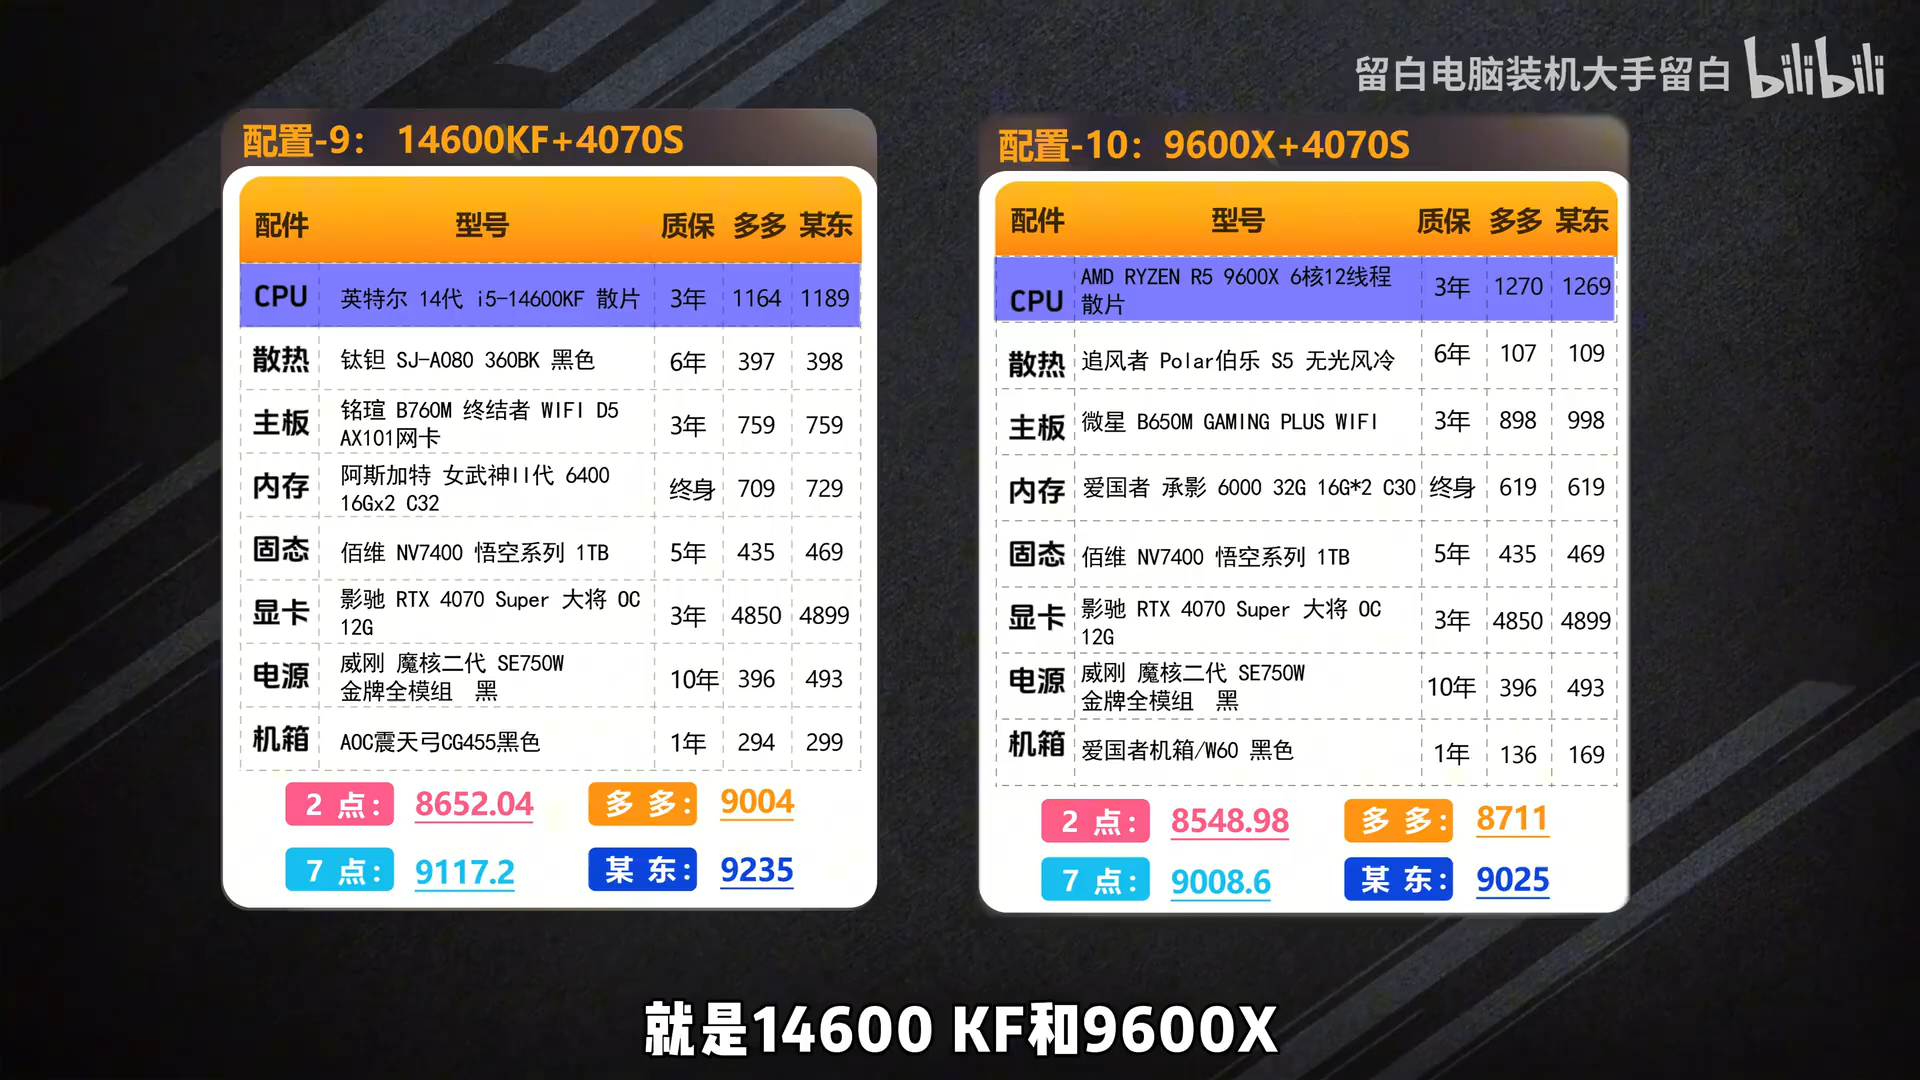 留白电脑装机大手留白 bilibili
配置-9： 14600KF+4070S
配件 型号 质保 多多 某东
CPU 英特尔 14代 i5-14600KF 散片 3年 1164 1189
散热 钛钽 SJ-A080 360BK 黑色 6年 397 398
主板 铭瑄 B760M 终结者 WIFI D5 AX101网卡 3年 759 759
内存 阿斯加特 女武神II代 6400 16Gx2 C32 终身 709 729
固态 佰维 NV7400 悟空系列 1TB 5年 435 469
显卡 影驰 RTX 4070 Super 大将 OC 12G 3年 4850 4899
电源 威刚 魔核二代 SE750W 金牌全模组 黑 10年 396 493
机箱 AOC震天弓CG455黑色 1年 294 299
2 点： 8652.04 多 多： 9004
7 点： 9117.2 某 东： 9235
配置-10：9600X+4070S
配件 型号 质保 多多 某东
CPU AMD RYZEN R5 9600X 6核12线程 散片 3年 1270 1269
散热 追风者 Polar伯乐 S5 无光风冷 6年 107 109
主板 微星 B650M GAMING PLUS WIFI 3年 898 998
内存 爱国者 承影 6000 32G 16G*2 C30 终身 619 619
固态 佰维 NV7400 悟空系列 1TB 5年 435 469
显卡 影驰 RTX 4070 Super 大将 OC 12G 3年 4850 4899
电源 威刚 魔核二代 SE750W 金牌全模组 黑 10年 396 493
机箱 爱国者机箱/W60 黑色 1年 136 169
2 点： 8548.98 多 多： 8711
7 点： 9008.6 某 东： 9025
就是14600 KF和9600X